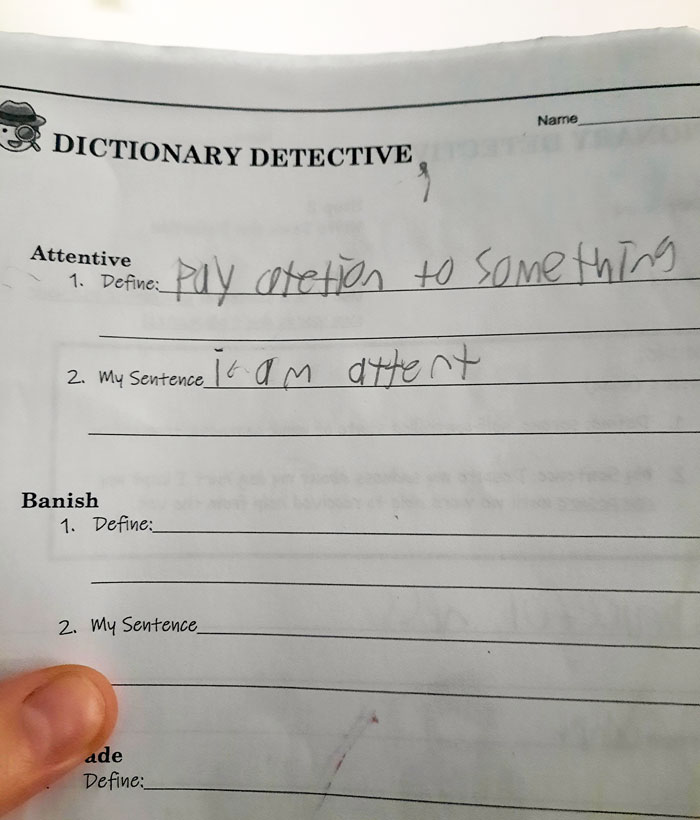 Name
DICTIONARY DETECTIVE
Attentive
1. Define: Pay atetion to something
2. My Sentence I am attent
Banish
1. Define:
2. My Sentence
ade
Define: